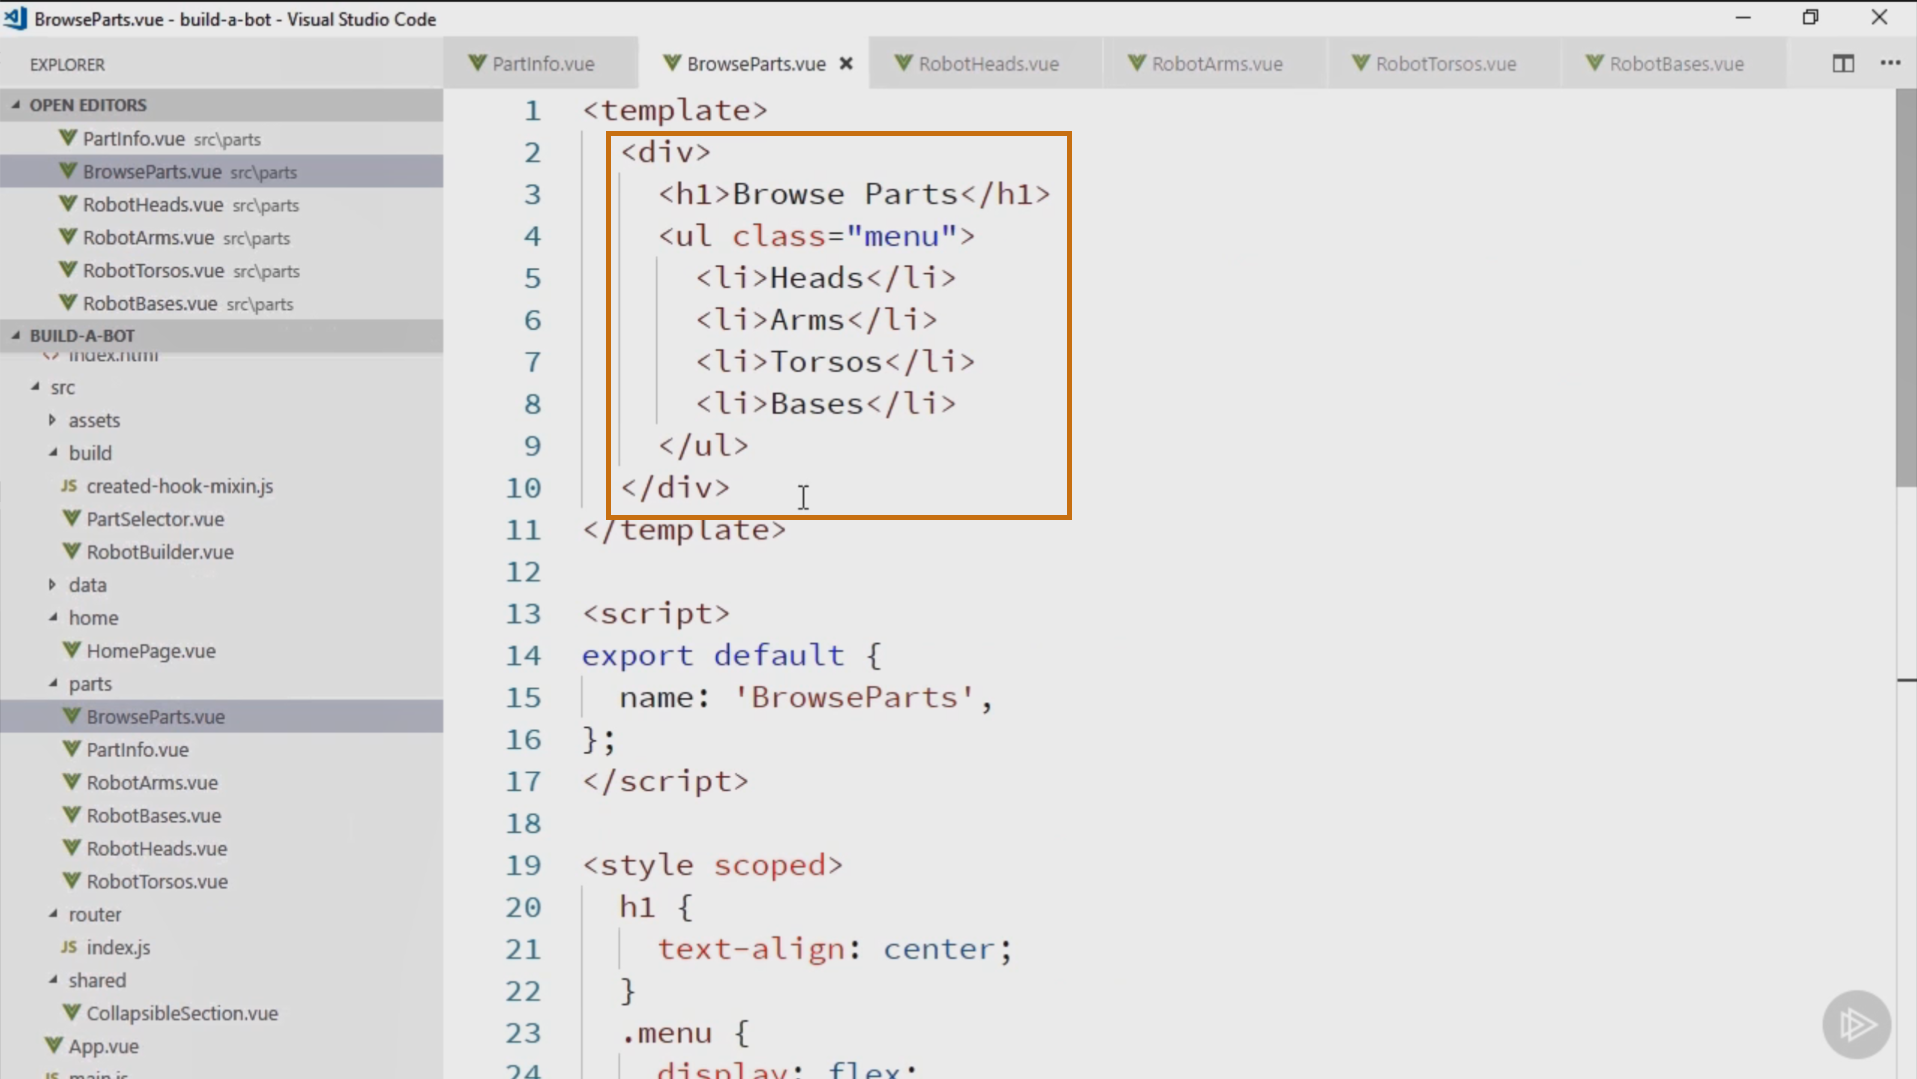 BrowseParts.vue - build-a-bot - Visual Studio Code
EXPLORER
OPEN EDITORS
PartInfo.vue src\parts
BrowseParts.vue src\parts
RobotHeads.vue src\parts
RobotArms.vue src\parts
RobotTorsos.vue src\parts
RobotBases.vue src\parts
BUILD-A-BOT
index.html
src
assets
build
JS created-hook-mixin.js
PartSelector.vue
RobotBuilder.vue
data
home
HomePage.vue
parts
BrowseParts.vue
PartInfo.vue
RobotArms.vue
RobotBases.vue
RobotHeads.vue
RobotTorsos.vue
router
JS index.js
shared
CollapsibleSection.vue
App.vue
JS main.js
PartInfo.vue BrowseParts.vue RobotHeads.vue RobotArms.vue RobotTorsos.vue RobotBases.vue
1 <template>
2 <div>
3 <h1>Browse Parts</h1>
4 <ul class="menu">
5 <li>Heads</li>
6 <li>Arms</li>
7 <li>Torsos</li>
8 <li>Bases</li>
9 </ul>
10 </div>
11 </template>
12
13 <script>
14 export default {
15 name: 'BrowseParts',
16 };
17 </script>
18
19 <style scoped>
20 h1 {
21 text-align: center;
22 }
23 .menu {
24 display: flex;